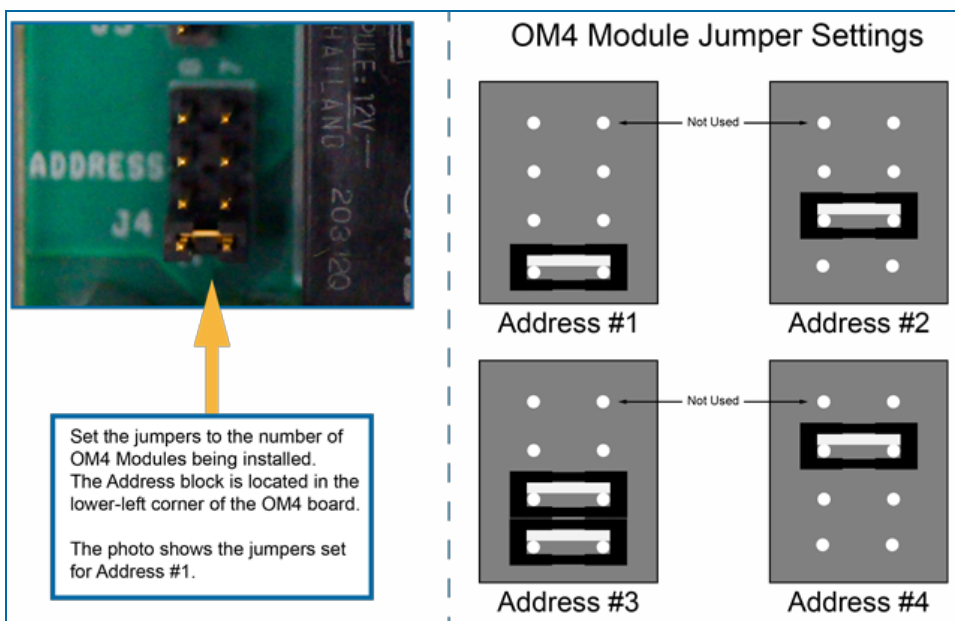 ADDRESS
J4
12V
HAILAND
Set the jumpers to the number of
OM4 Modules being installed.
The Address block is located in the
lower-left corner of the OM4 board.
The photo shows the jumpers set
for Address #1.
OM4 Module Jumper Settings
Not Used
Address #1
Address #2
Not Used
Address #3
Address #4